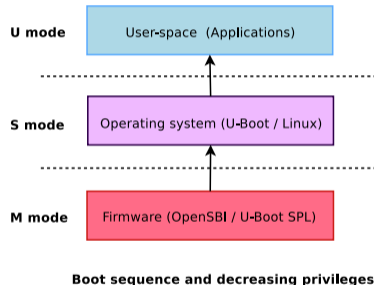 U mode
User-space (Applications)
S mode
Operating system (U-Boot / Linux)
M mode
Firmware (OpenSBI / U-Boot SPL)
Boot sequence and decreasing privileges